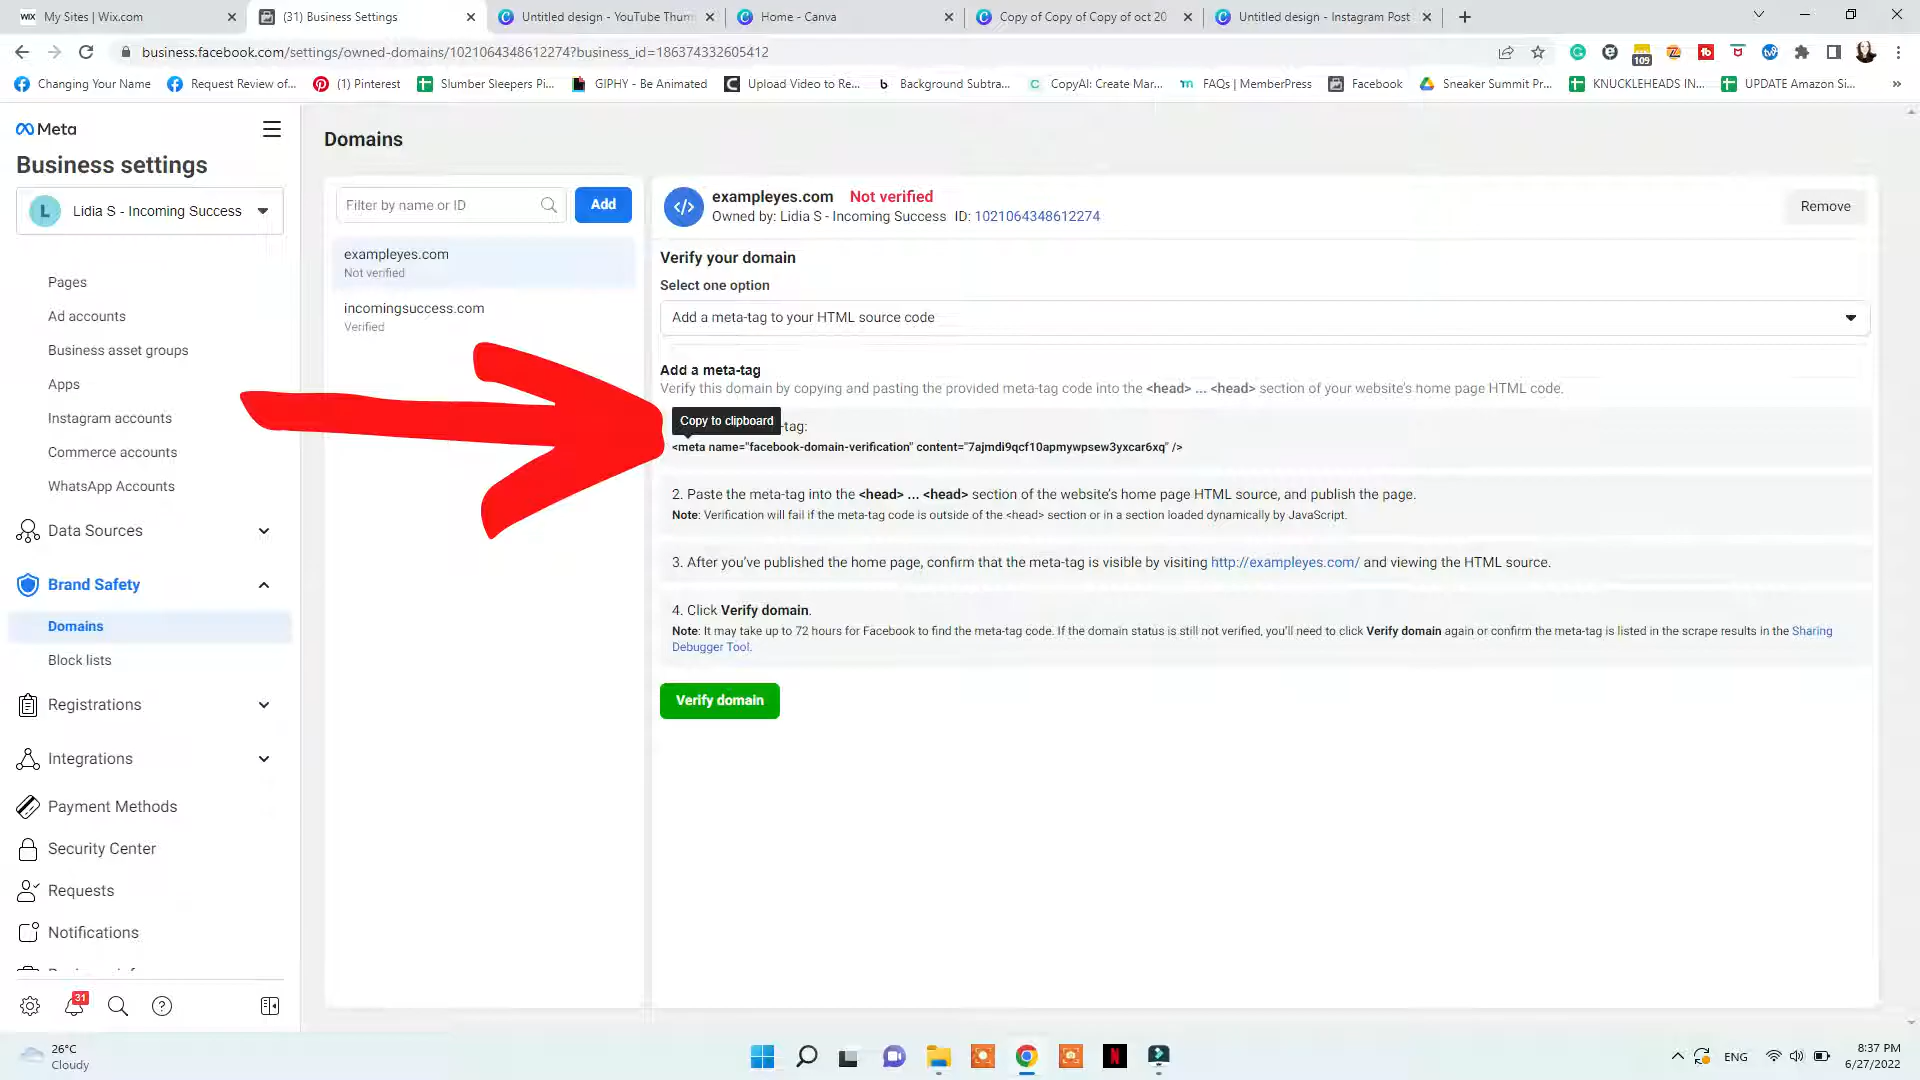 WIX My Sites | Wix.com
(31) Business Settings
Untitled design - YouTube Thum
Home - Canva
Copy of Copy of Copy of oct 20
Untitled design - Instagram Post
business.facebook.com/settings/owned-domains/1021064348612274?business_id=186374332605412
109
Changing Your Name
Request Review of...
(1) Pinterest
Slumber Sleepers Pi...
GIPHY - Be Animated
Upload Video to Re...
b Background Subtra...
CopyAI: Create Mar...
FAQs | MemberPress
Facebook
Sneaker Summit Pr...
KNUCKLEHEADS IN...
UPDATE Amazon Si...
Meta
Business settings
L Lidia S - Incoming Success
Pages
Ad accounts
Business asset groups
Apps
Instagram accounts
Commerce accounts
WhatsApp Accounts
Data Sources
Brand Safety
Domains
Block lists
Registrations
Integrations
Payment Methods
Security Center
Requests
Notifications
31
Domains
Filter by name or ID
Add
exampleyes.com
Not verified
incomingsuccess.com
Verified
exampleyes.com Not verified
Owned by: Lidia S - Incoming Success ID: 1021064348612274
Remove
Verify your domain
Select one option
Add a meta-tag to your HTML source code
Add a meta-tag
Verify this domain by copying and pasting the provided meta-tag code into the <head> ... <head> section of your website's home page HTML code.
Copy to clipboard
-tag:
<meta name="facebook-domain-verification" content="7ajmdi9qcf10apmywpsew3yxcar6xq" />
2. Paste the meta-tag into the <head> ... <head> section of the website's home page HTML source, and publish the page.
Note: Verification will fail if the meta-tag code is outside of the <head> section or in a section loaded dynamically by JavaScript.
3. After you've published the home page, confirm that the meta-tag is visible by visiting http://exampleyes.com/ and viewing the HTML source.
4. Click Verify domain.
Note: It may take up to 72 hours for Facebook to find the meta-tag code. If the domain status is still not verified, you'll need to click Verify domain again or confirm the meta-tag is listed in the scrape results in the Sharing
Debugger Tool.
Verify domain
26°C
Cloudy
ENG
8:37 PM
6/27/2022